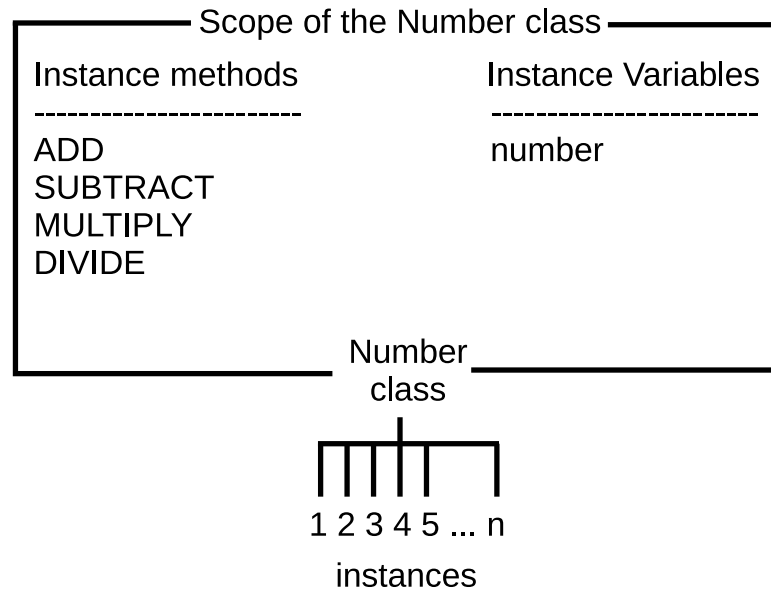 Scope of the Number class
Instance methods
------------------------
ADD
SUBTRACT
MULTIPLY
DIVIDE
Instance Variables
------------------------
number
Number
class
1 2 3 4 5 ... n
instances